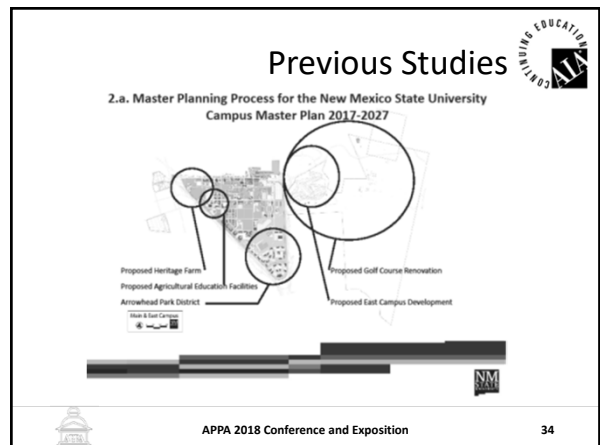 Previous Studies
CONTINUING EDUCATION
AIA
2.a. Master Planning Process for the New Mexico State University
Campus Master Plan 2017-2027
Proposed Heritage Farm
Proposed Agricultural Education Facilities
Arrowhead Park District
Proposed Golf Course Renovation
Proposed East Campus Development
Main & East Campus
NM
STATE
APPA 2018 Conference and Exposition
34